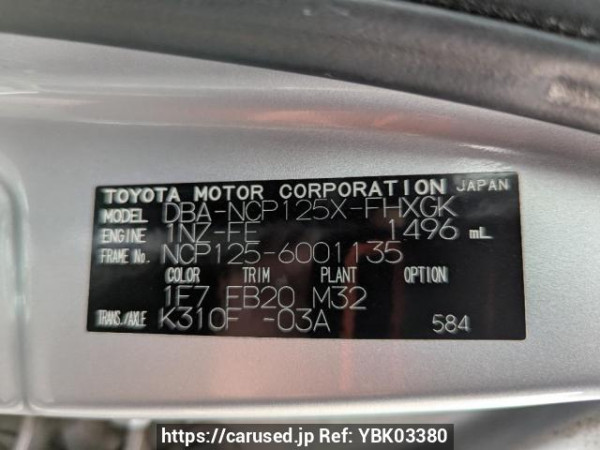 TOYOTA MOTOR CORPORATION JAPAN
MODEL DBA-NCP125X-FHXGK
ENGINE 1NZ-FE 1496 mL
FRAME No. NCP125-6001135
COLOR TRIM PLANT OPTION
1E7 FB20 M32
TRANS./AXLE K310F -03A 584
https://carused.jp Ref: YBK03380